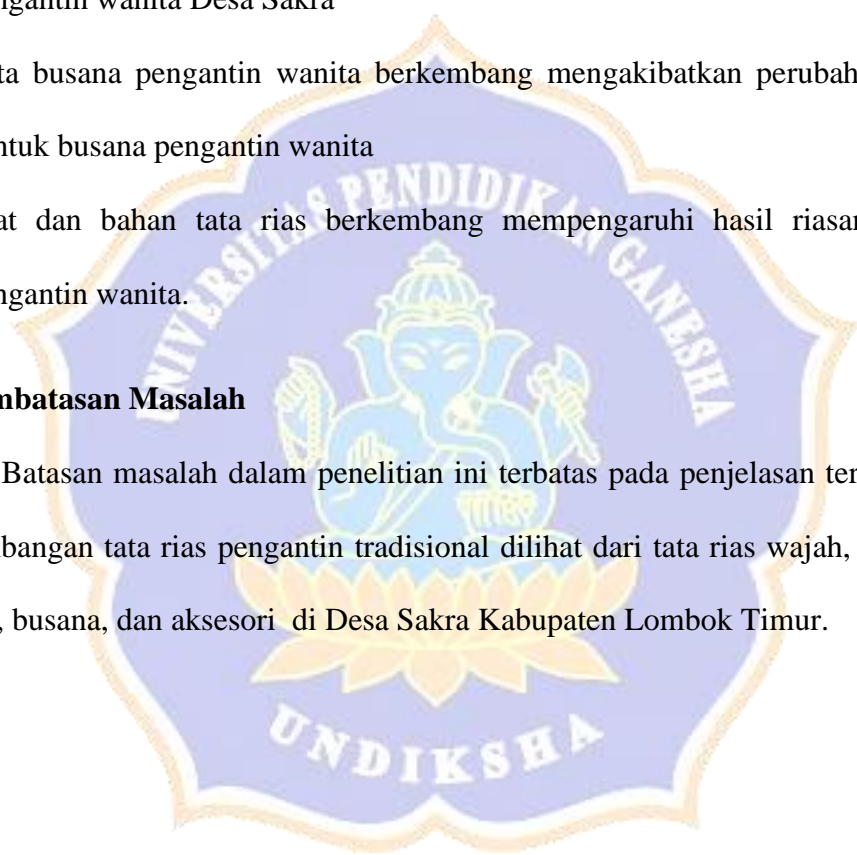 ngantin wanita Desa Sakra
ta busana pengantin wanita berkembang mengakibatkan perubah
ntuk busana pengantin wanita
at dan bahan tata rias berkembang mempengaruhi hasil riasan
ngantin wanita.
mbatasan Masalah
Batasan masalah dalam penelitian ini terbatas pada penjelasan ter
mbangan tata rias pengantin tradisional dilihat dari tata rias wajah,
, busana, dan aksesori di Desa Sakra Kabupaten Lombok Timur.
UNIVERSITAS PENDIDIKAN GANESHA
UNDIKSHA